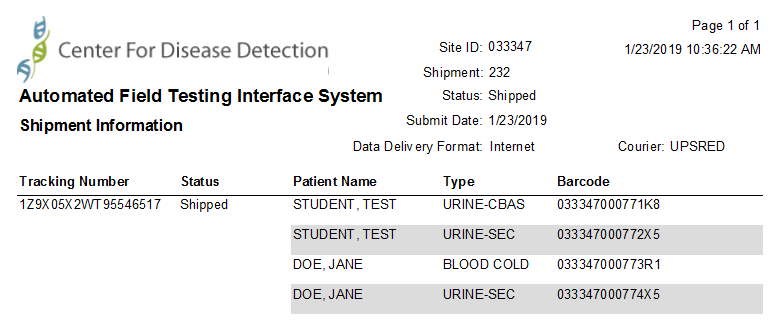 Page 1 of 1
Center For Disease Detection
Site ID: 033347
1/23/2019 10:36:22 AM
Shipment: 232
Automated Field Testing Interface System
Status: Shipped
Shipment Information
Submit Date: 1/23/2019
Data Delivery Format: Internet
Courier: UPSRED
Tracking Number Status Patient Name Type Barcode
1Z9X05X2WT95546517 Shipped STUDENT, TEST URINE-CBAS 033347000771K8
STUDENT, TEST URINE-SEC 033347000772X5
DOE, JANE BLOOD COLD 033347000773R1
DOE, JANE URINE-SEC 033347000774X5